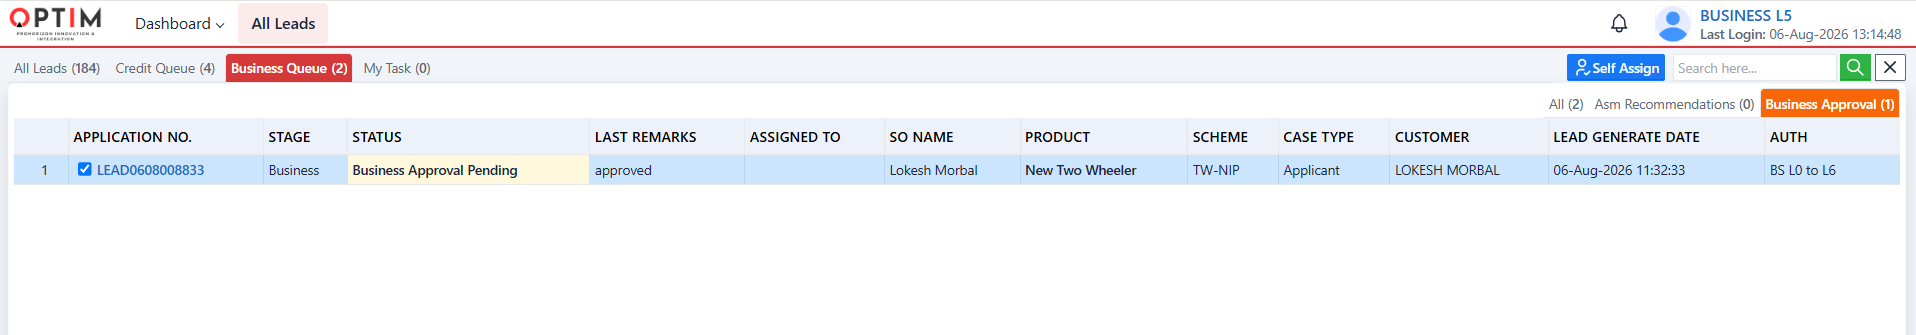 OPTIM
PROHORIZON INNOVATION &
INTEGRATION
Dashboard
All Leads
BUSINESS L5
Last Login: 06-Aug-2026 13:14:48
All Leads (184) Credit Queue (4) Business Queue (2) My Task (0)
Self Assign
Search here...
All (2) Asm Recommendations (0) Business Approval (1)
APPLICATION NO. STAGE STATUS LAST REMARKS ASSIGNED TO SO NAME PRODUCT SCHEME CASE TYPE CUSTOMER LEAD GENERATE DATE AUTH
1 LEAD0608008833 Business Business Approval Pending approved Lokesh Morbal New Two Wheeler TW-NIP Applicant LOKESH MORBAL 06-Aug-2026 11:32:33 BS L0 to L6